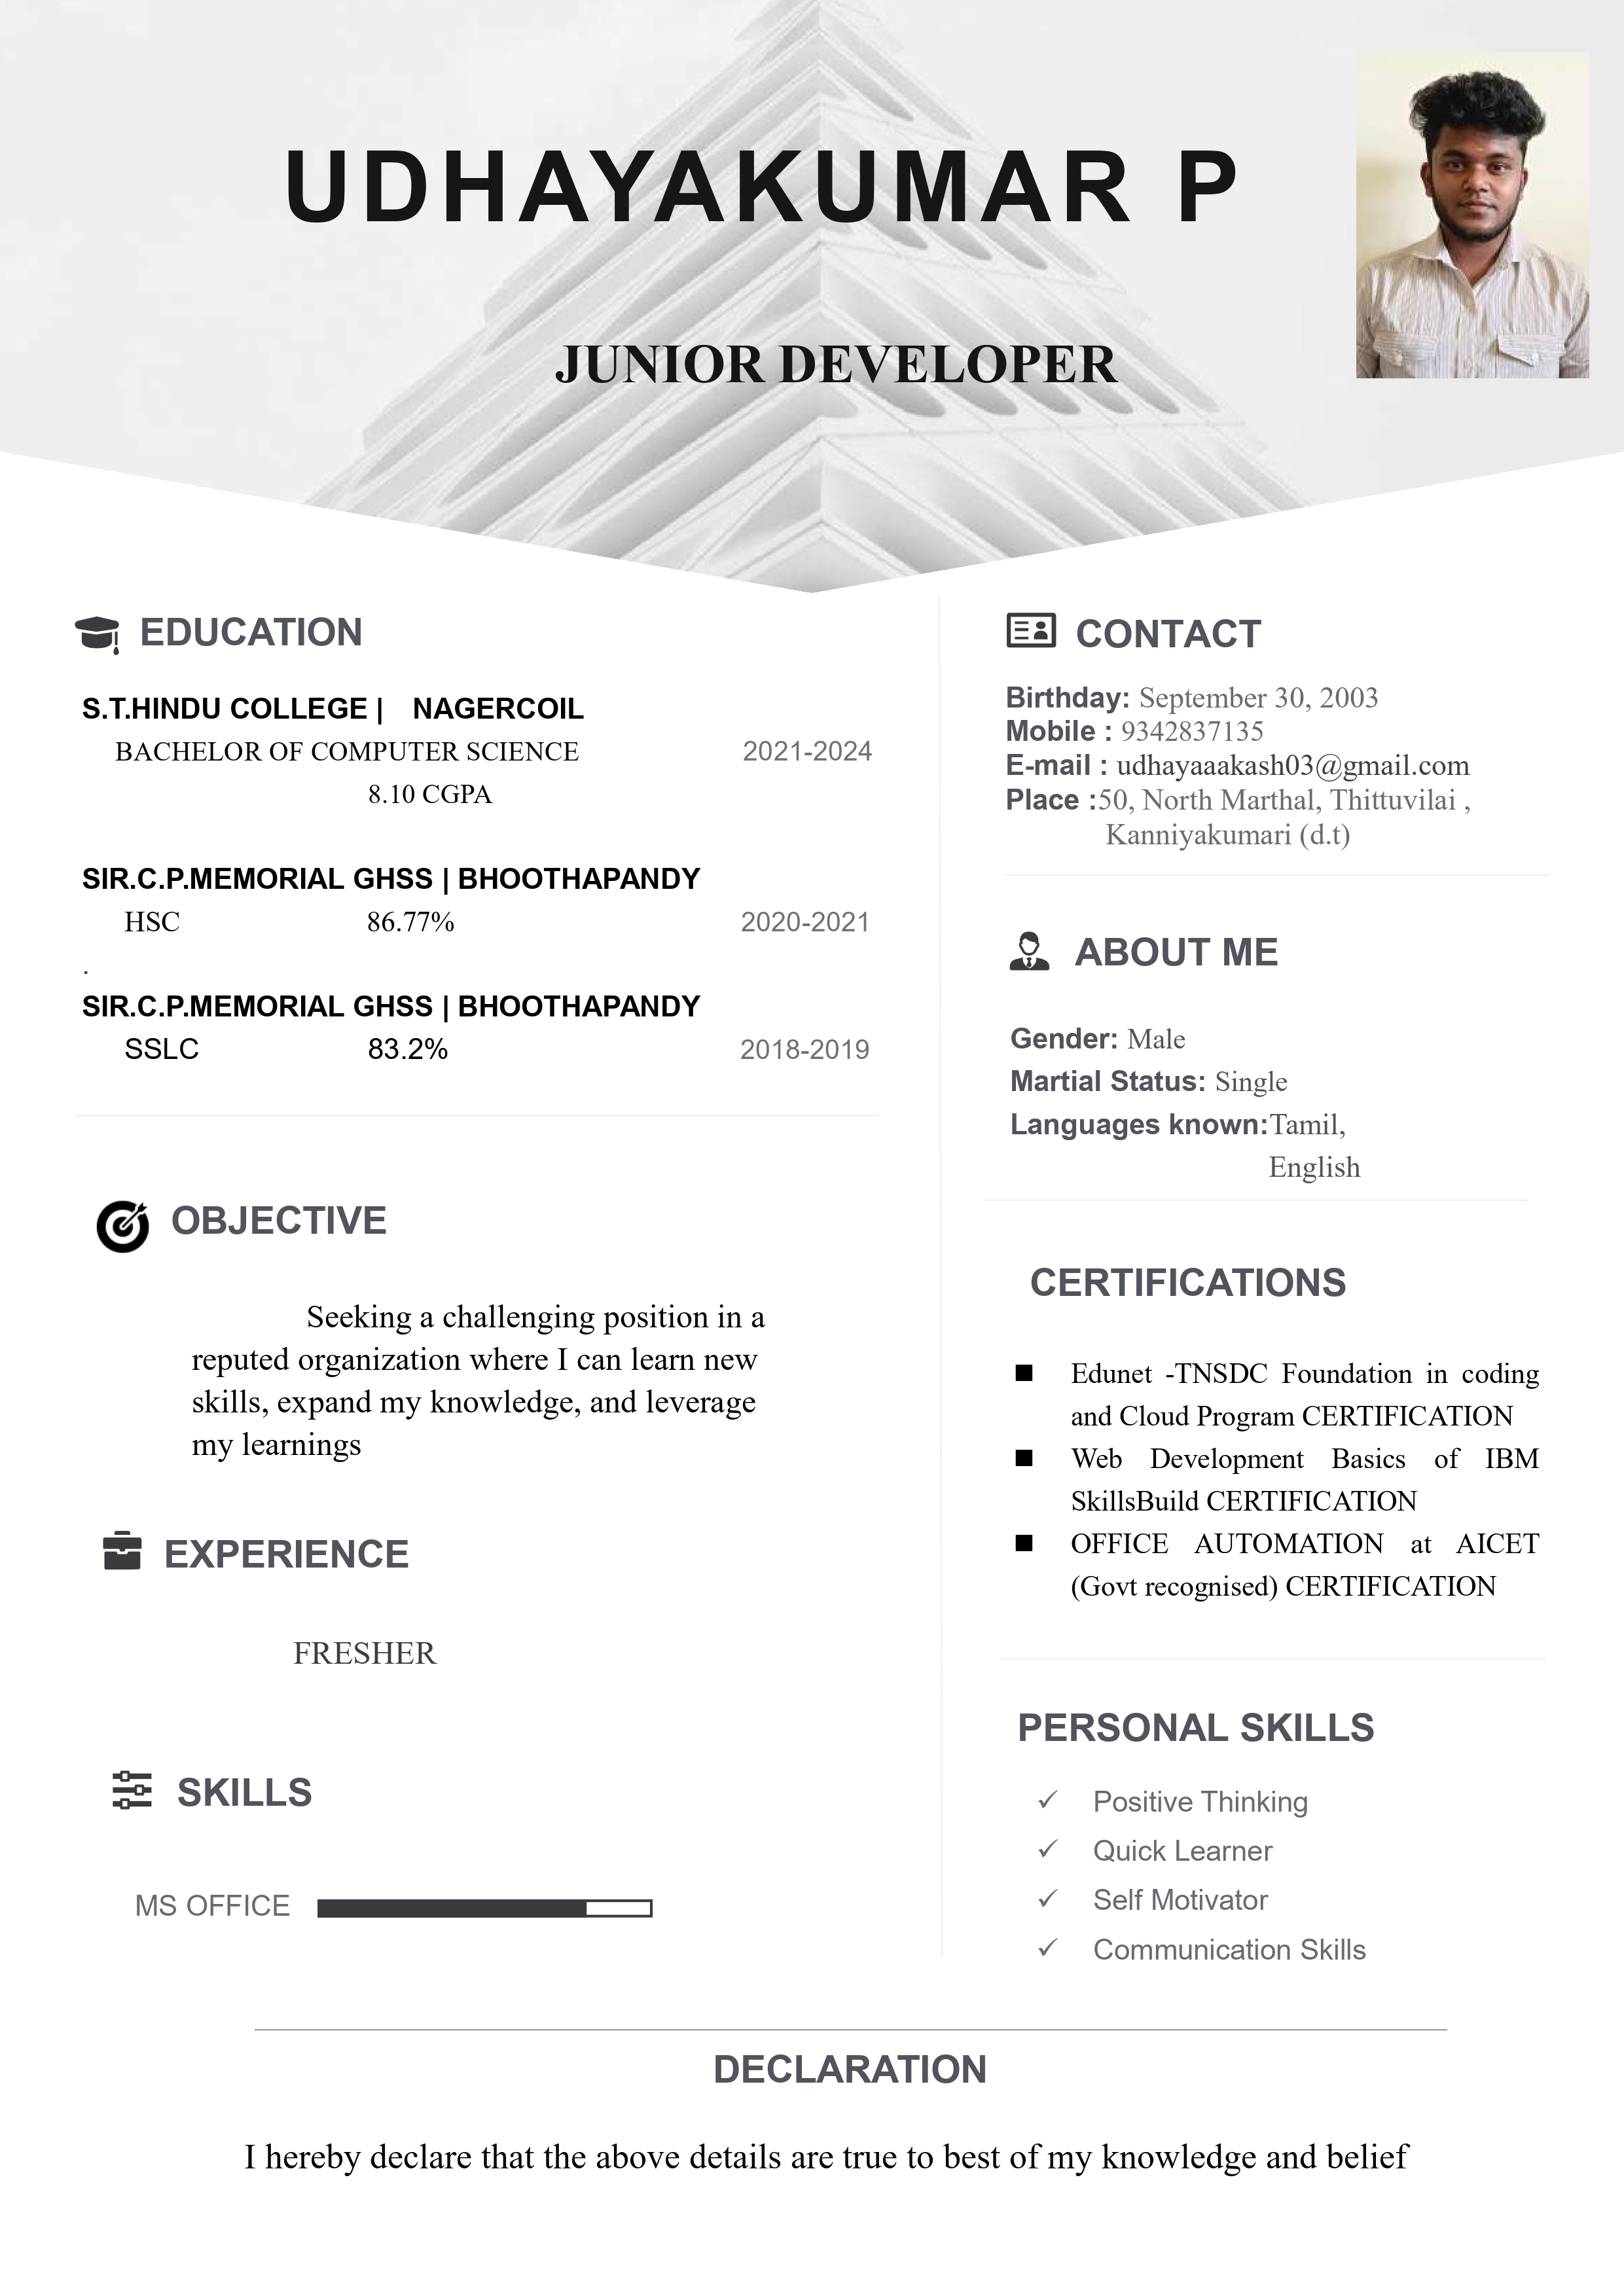 UDHAYAKUMAR P
JUNIOR DEVELOPER
EDUCATION
S.T.HINDU COLLEGE | NAGERCOIL
BACHELOR OF COMPUTER SCIENCE 2021-2024
8.10 CGPA
SIR.C.P.MEMORIAL GHSS | BHOOTHAPANDY
HSC 86.77% 2020-2021
.
SIR.C.P.MEMORIAL GHSS | BHOOTHAPANDY
SSLC 83.2% 2018-2019
OBJECTIVE
Seeking a challenging position in a
reputed organization where I can learn new
skills, expand my knowledge, and leverage
my learnings
EXPERIENCE
FRESHER
SKILLS
MS OFFICE
CONTACT
Birthday: September 30, 2003
Mobile : 9342837135
E-mail : udhayaaakash03@gmail.com
Place :50, North Marthal, Thittuvilai ,
Kanniyakumari (d.t)
ABOUT ME
Gender: Male
Martial Status: Single
Languages known:Tamil,
English
CERTIFICATIONS
■ Edunet -TNSDC Foundation in coding
and Cloud Program CERTIFICATION
■ Web Development Basics of IBM
SkillsBuild CERTIFICATION
■ OFFICE AUTOMATION at AICET
(Govt recognised) CERTIFICATION
PERSONAL SKILLS
✓ Positive Thinking
✓ Quick Learner
✓ Self Motivator
✓ Communication Skills
DECLARATION
I hereby declare that the above details are true to best of my knowledge and belief